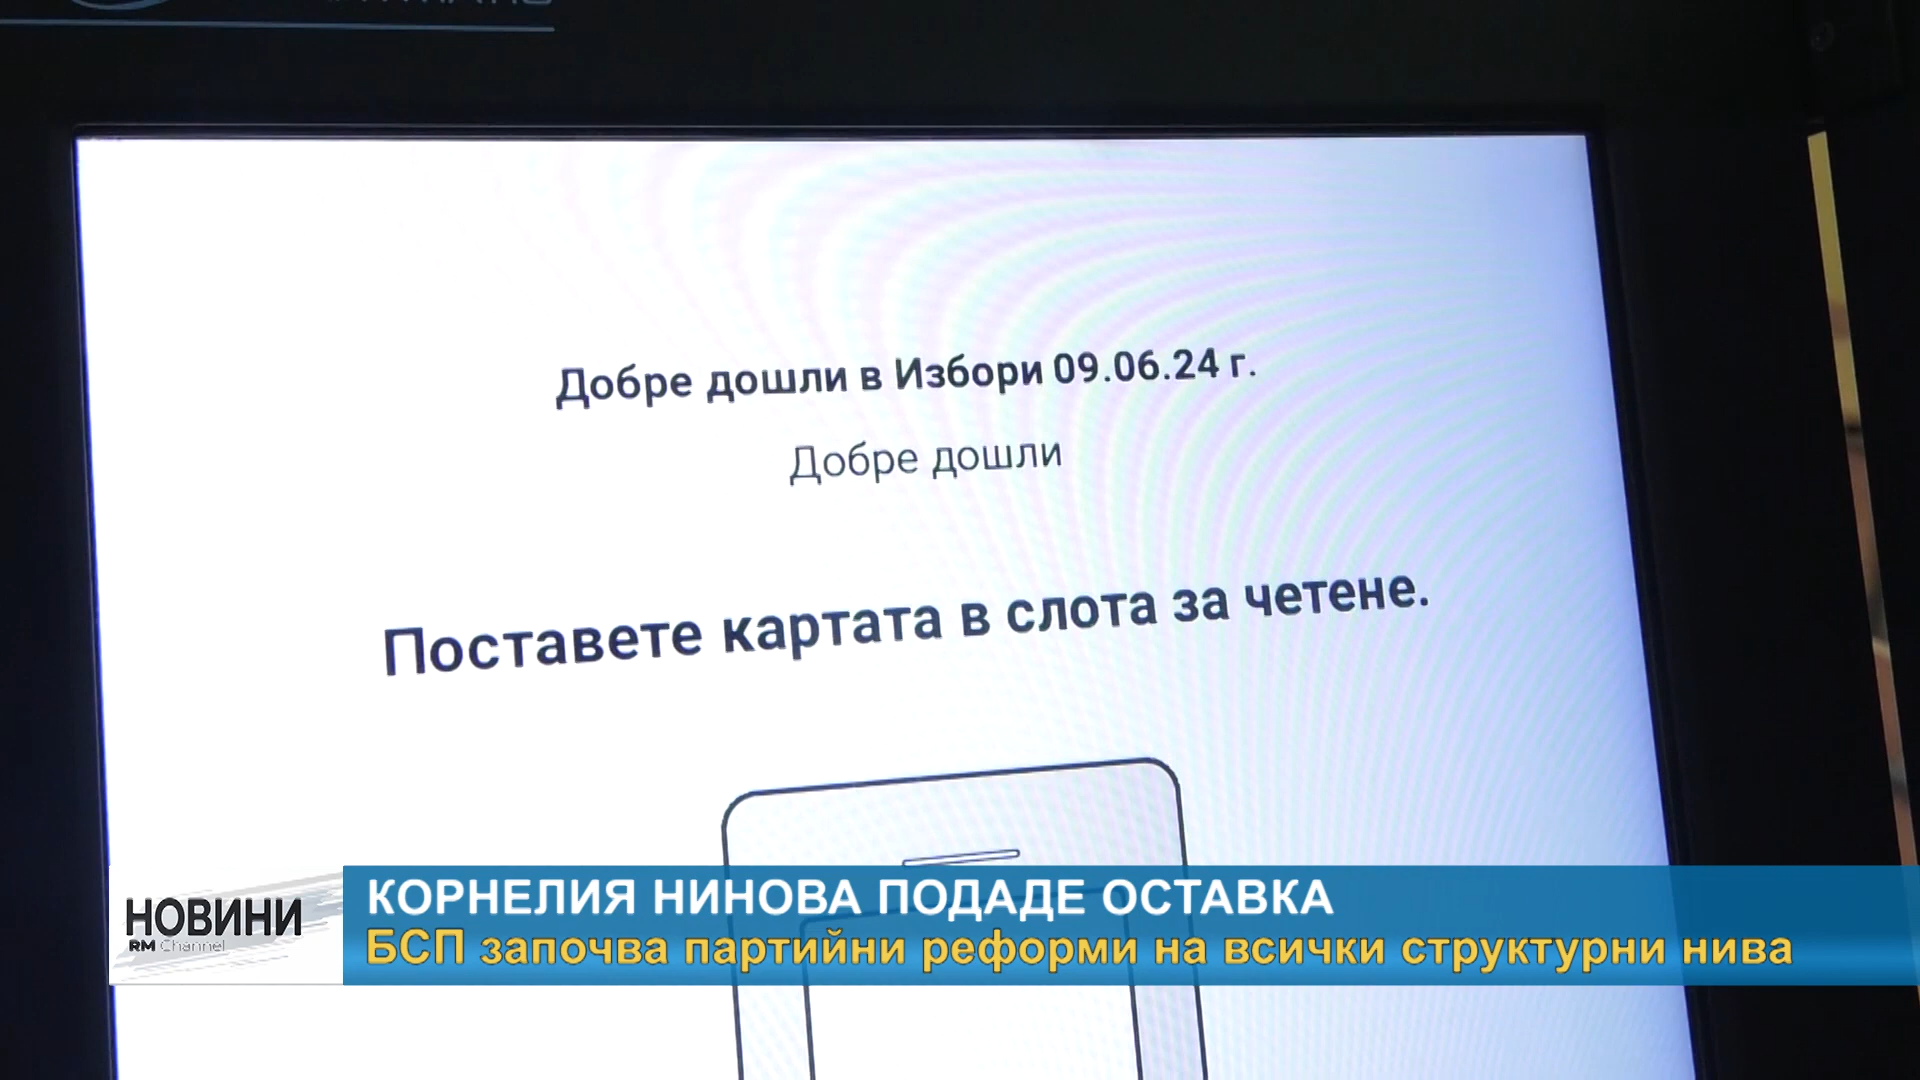 Добре дошли в Избори 09.06.24 г.
Добре дошли
Поставете картата в слота за четене.
НОВИНИ
RM Channel
КОРНЕЛИЯ НИНОВА ПОДАДЕ ОСТАВКА
БСП започва партийни реформи на всички структурни нива